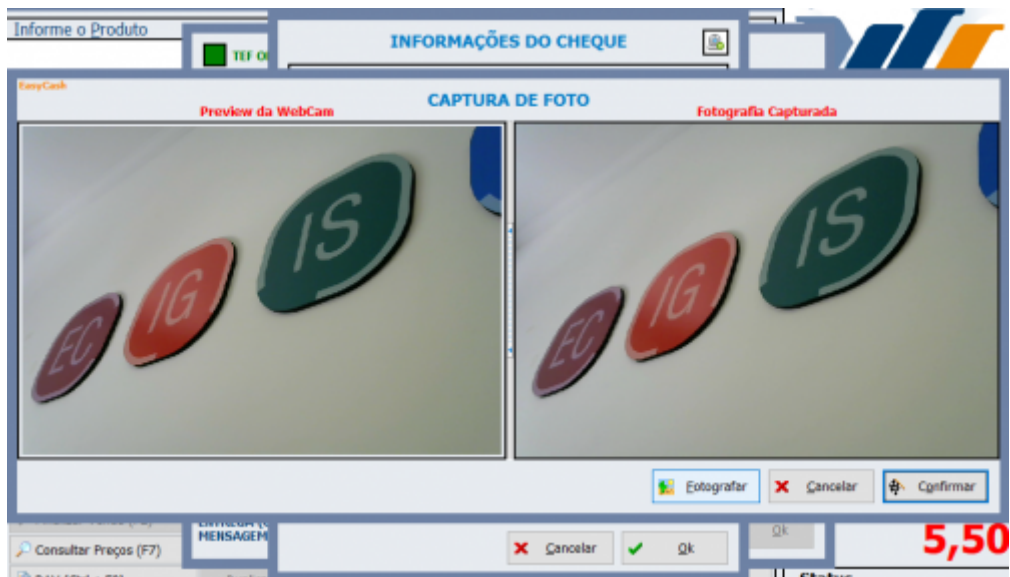 Informe o Produto
TEF
INFORMAÇÕES DO CHEQUE
EasyCash
CAPTURA DE FOTO
Preview da WebCam
Fotografia Capturada
EC
IG
IS
EC
IG
IS
Fotografar
Cancelar
Confirmar
MENSAGEM
Consultar Preços (F7)
Cancelar
Ok
Ok
5,50
Status